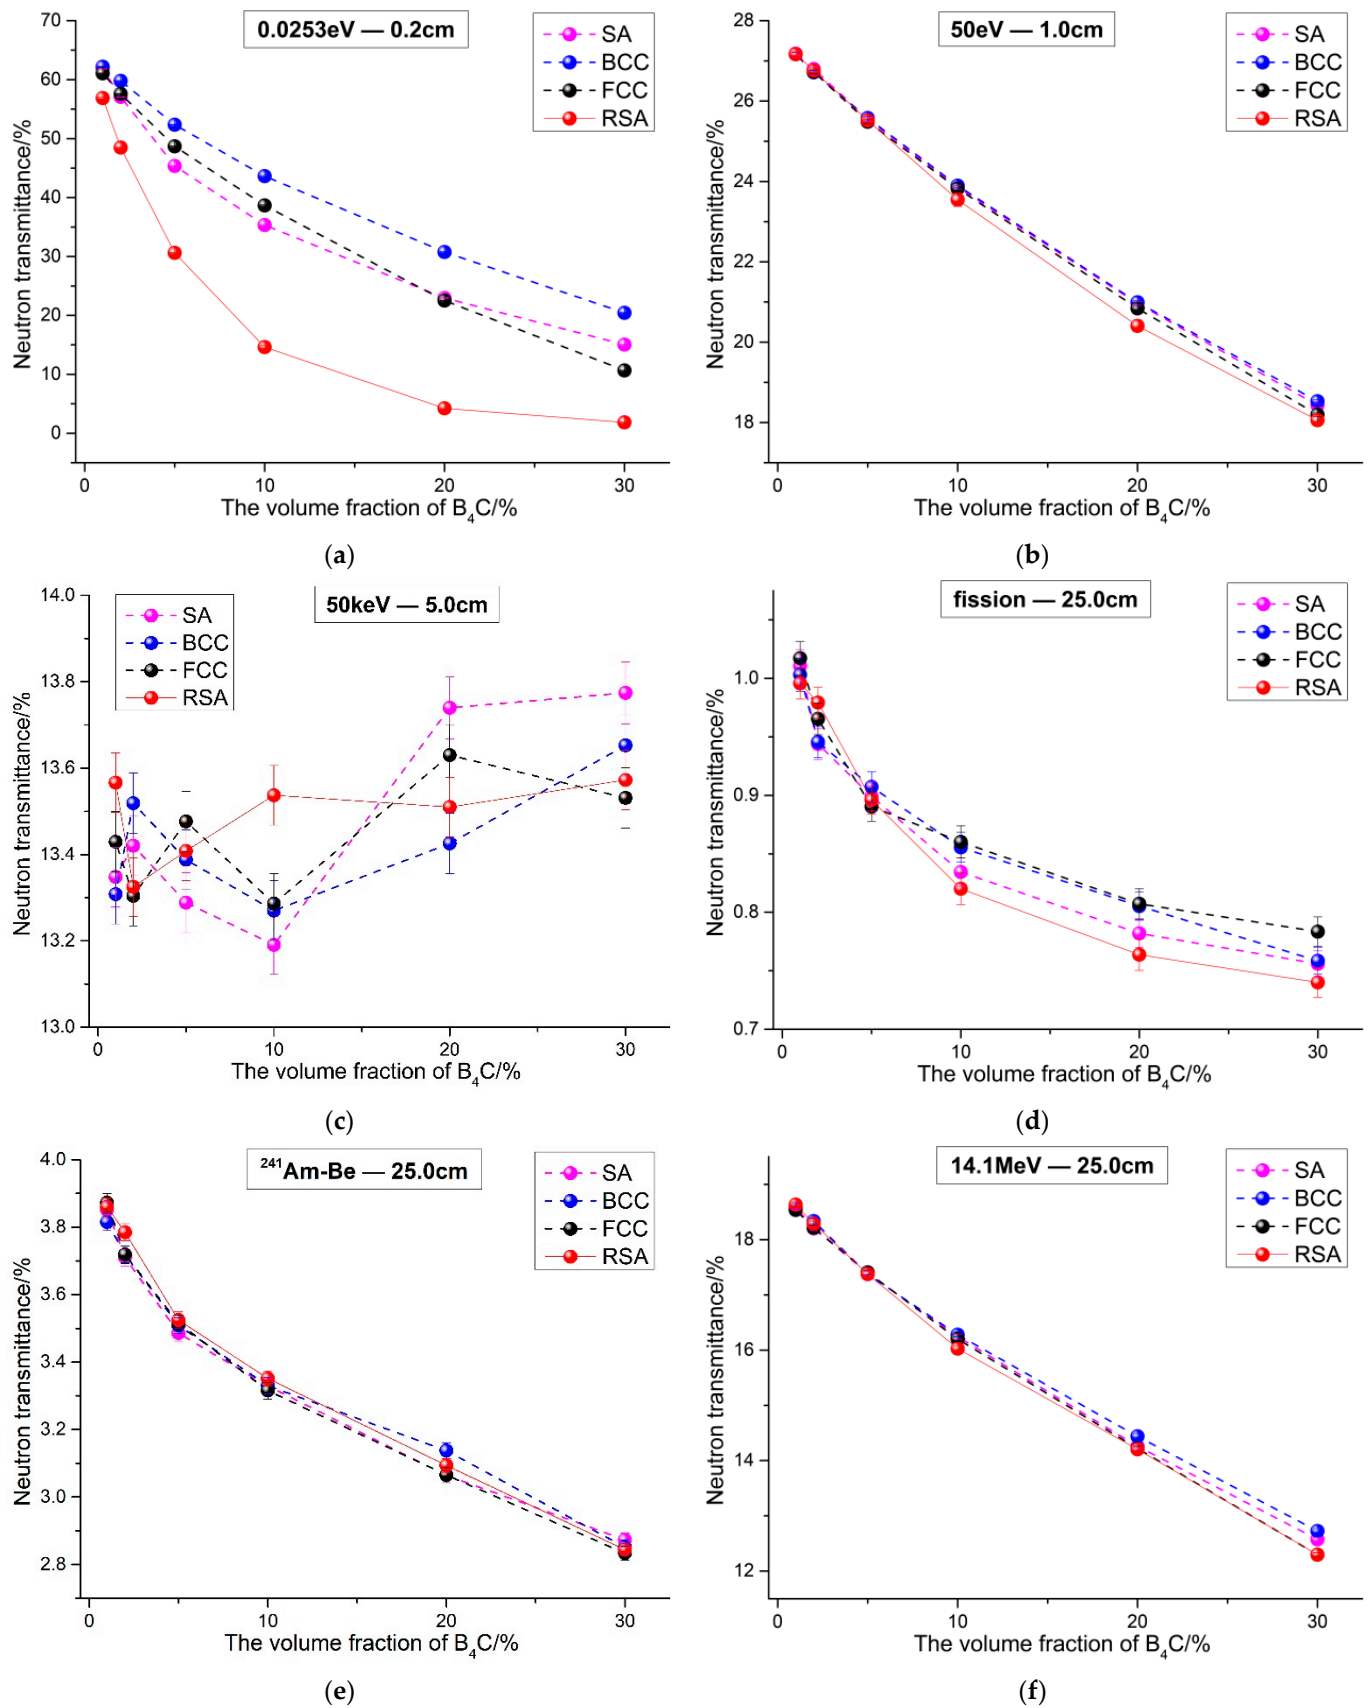 0.0253eV — 0.2cm
SA
BCC
FCC
RSA
70
60
50
40
30
20
10
0
Neutron transmittance/%
0 10 20 30
The volume fraction of B₄C/%
(a)
50eV — 1.0cm
SA
BCC
FCC
RSA
28
26
24
22
20
18
Neutron transmittance/%
0 10 20 30
The volume fraction of B₄C/%
(b)
50keV — 5.0cm
SA
BCC
FCC
RSA
14.0
13.8
13.6
13.4
13.2
13.0
Neutron transmittance/%
0 10 20 30
The volume fraction of B₄C/%
(c)
fission — 25.0cm
SA
BCC
FCC
RSA
1.0
0.9
0.8
0.7
Neutron transmittance/%
0 10 20 30
The volume fraction of B₄C/%
(d)
²⁴¹Am-Be — 25.0cm
SA
BCC
FCC
RSA
4.0
3.8
3.6
3.4
3.2
3.0
2.8
Neutron transmittance/%
0 10 20 30
The volume fraction of B₄C/%
(e)
14.1MeV — 25.0cm
SA
BCC
FCC
RSA
18
16
14
12
Neutron transmittance/%
0 10 20 30
The volume fraction of B₄C/%
(f)